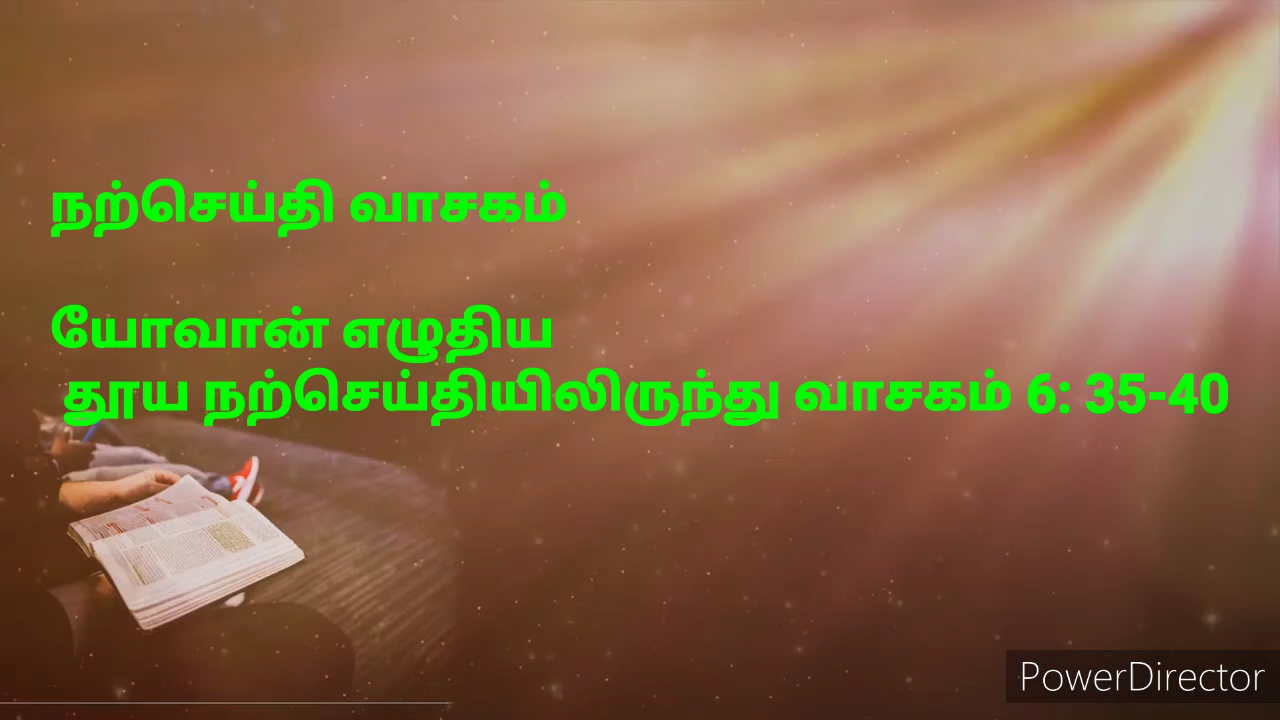 நற்செய்தி வாசகம்
யோவான் எழுதிய
தூய நற்செய்தியிலிருந்து வாசகம் 6: 35-40
PowerDirector